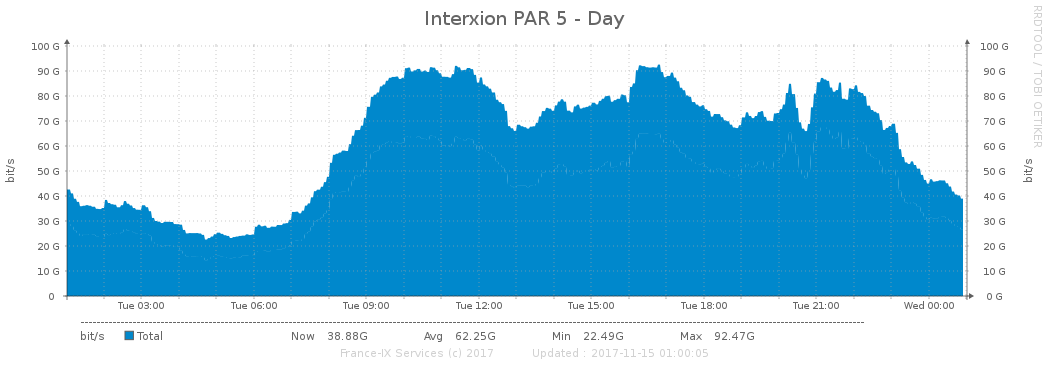 Interxion PAR 5 - Day
RRDTOOL / TOBI OETIKER
100 G 100 G
90 G 90 G
80 G 80 G
70 G 70 G
60 G 60 G
50 G 50 G
40 G 40 G
30 G 30 G
20 G 20 G
10 G 10 G
0 0 G
bit/s
bit/s
Tue 03:00 Tue 06:00 Tue 09:00 Tue 12:00 Tue 15:00 Tue 18:00 Tue 21:00 Wed 00:00
bit/s Total Now 38.88G Avg 62.25G Min 22.49G Max 92.47G
France-IX Services (c) 2017 Updated : 2017-11-15 01:00:05